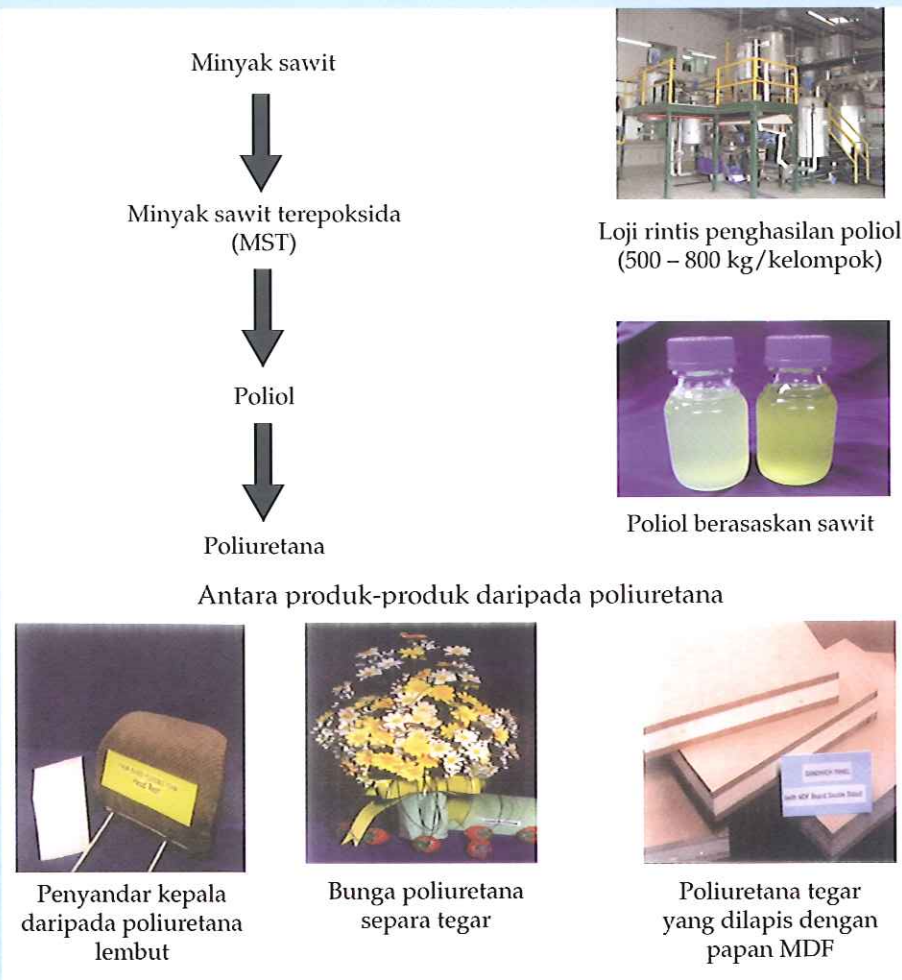 Minyak sawit
Minyak sawit terepoksida
(MST)
Poliol
Poliuretana
Loji rintis penghasilan poliol
(500 – 800 kg/kelompok)
Poliol berasaskan sawit
Antara produk-produk daripada poliuretana
Penyandar kepala
daripada poliuretana
lembut
Bunga poliuretana
separa tegar
SANDWICH PANEL
Poliuretana tegar
yang dilapis dengan
papan MDF